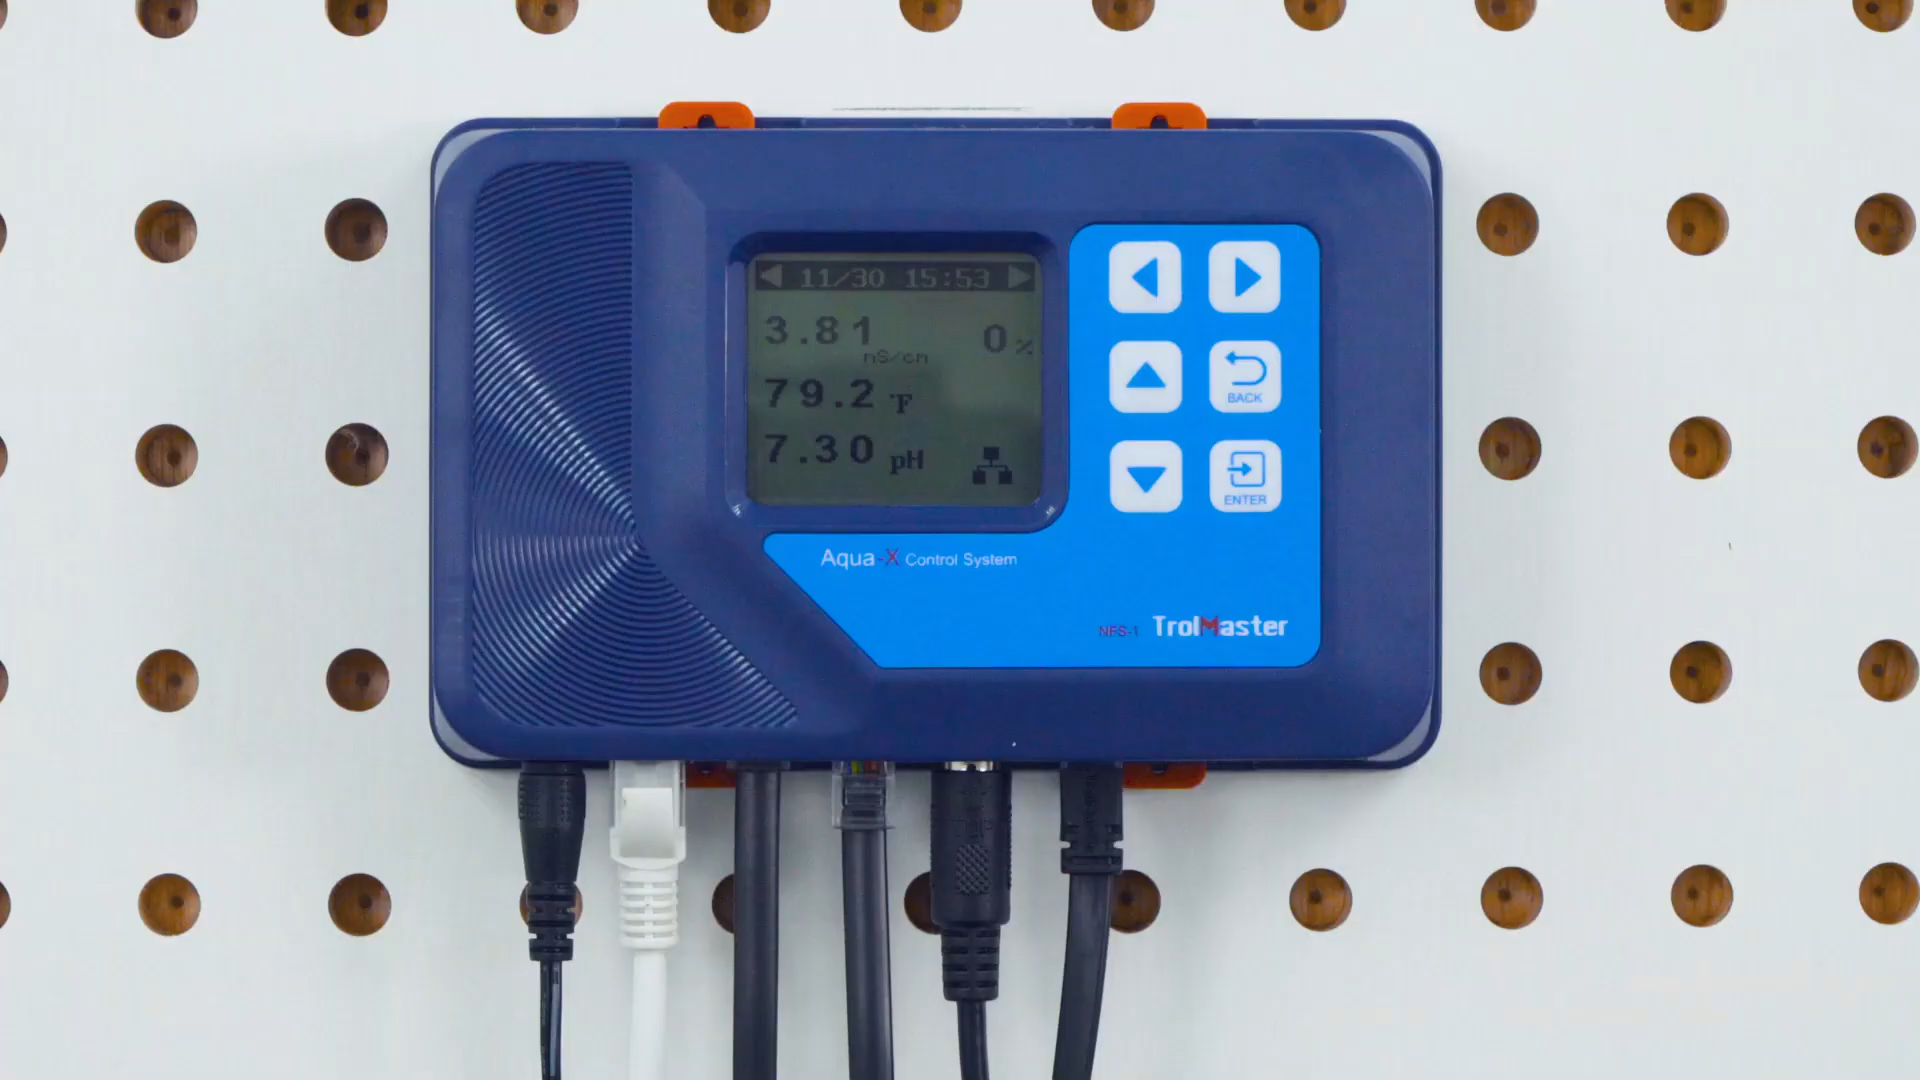 11/30 15:53
3.81 mS/cm 0 %
79.2 °F
7.30 pH
BACK
ENTER
Aqua-X Control System
NFS-1 TrolMaster